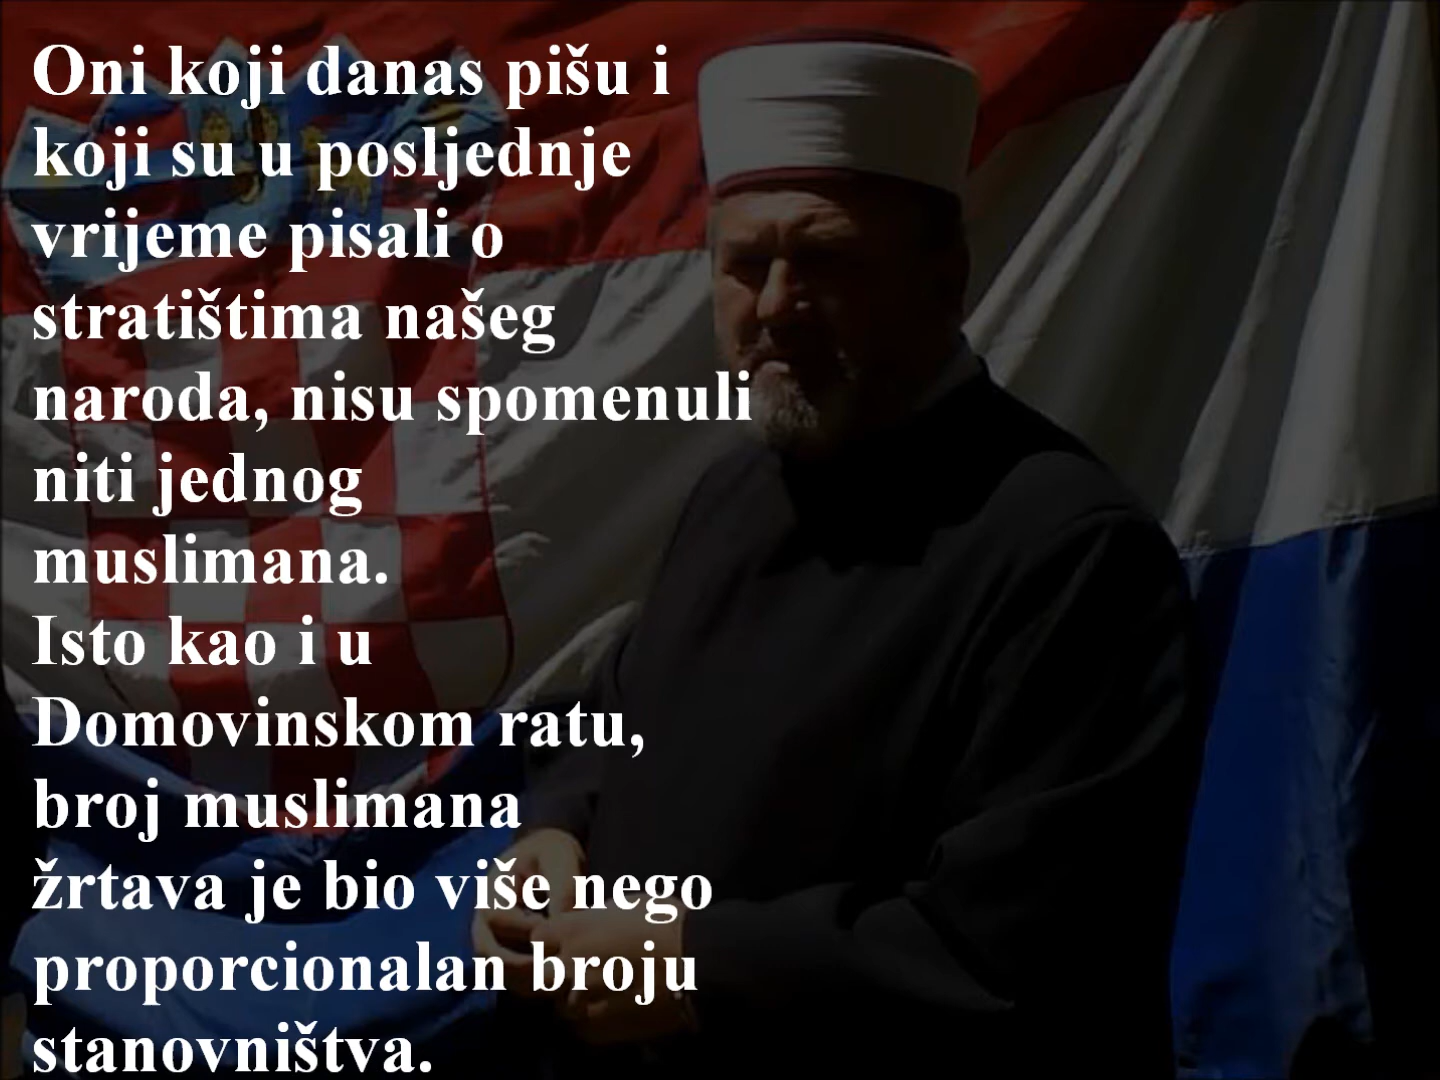 Oni koji danas pišu i
koji su u posljednje
vrijeme pisali o
stratištima našeg
naroda, nisu spomenuli
niti jednog
muslimana.
Isto kao i u
Domovinskom ratu,
broj muslimana
žrtava je bio više nego
proporcionalan broju
stanovništva.